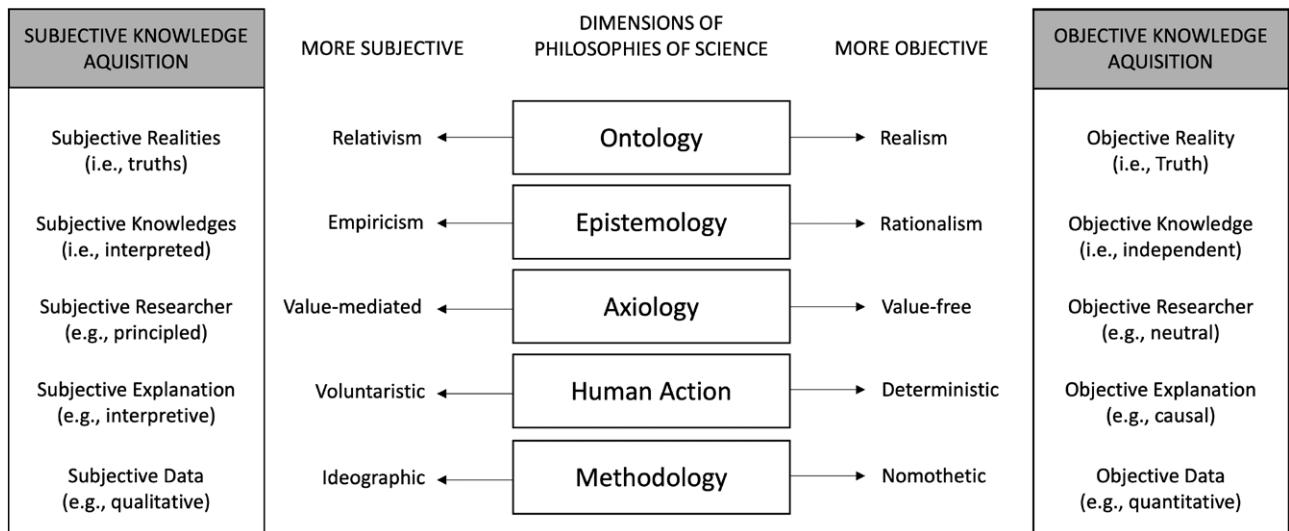 SUBJECTIVE KNOWLEDGE
AQUISITION
MORE SUBJECTIVE
DIMENSIONS OF
PHILOSOPHIES OF SCIENCE
MORE OBJECTIVE
OBJECTIVE KNOWLEDGE
AQUISITION
Subjective Realities
(i.e., truths)
Relativism
Ontology
Realism
Objective Reality
(i.e., Truth)
Subjective Knowledges
(i.e., interpreted)
Empiricism
Epistemology
Rationalism
Objective Knowledge
(i.e., independent)
Subjective Researcher
(e.g., principled)
Value-mediated
Axiology
Value-free
Objective Researcher
(e.g., neutral)
Subjective Explanation
(e.g., interpretive)
Voluntaristic
Human Action
Deterministic
Objective Explanation
(e.g., causal)
Subjective Data
(e.g., qualitative)
Ideographic
Methodology
Nomothetic
Objective Data
(e.g., quantitative)